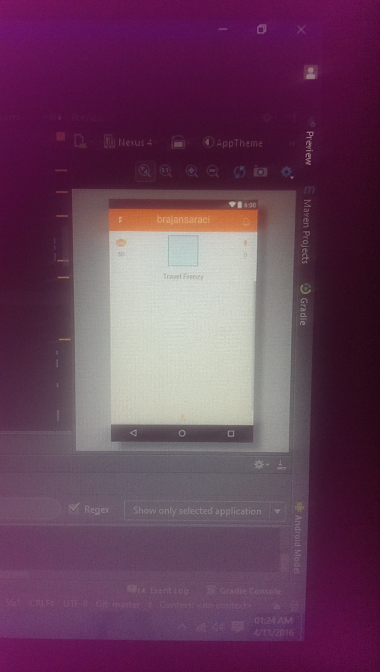 Nexus 4
AppTheme
Preview
Maven Projects
Gradle
6:00
brajansaraci
Travel Frenzy
Regex
Show only selected application
Android Model
Event Log
Gradle Console
CRLF
UTF-8
Git: master
01:24 AM
4/11/2016